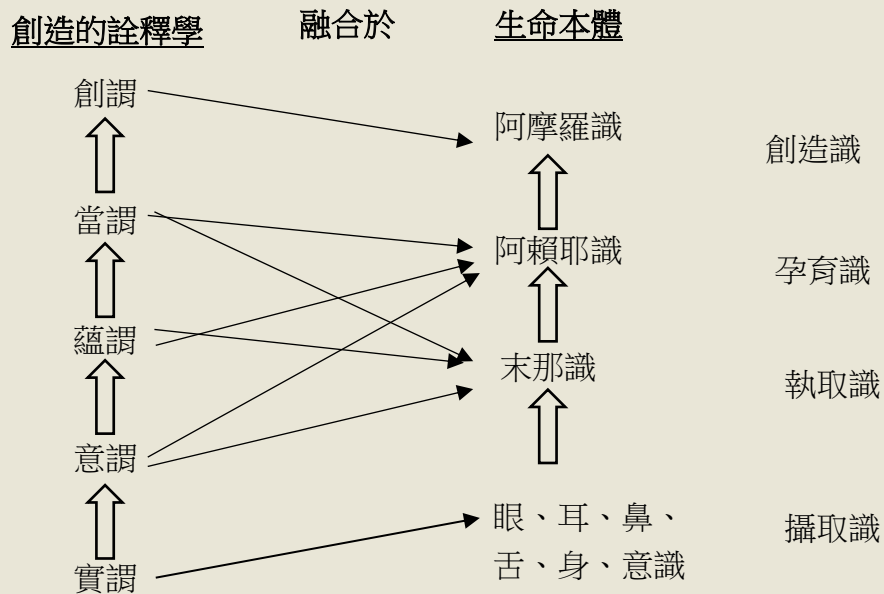 創造的詮釋學
融合於
生命本體
創謂
阿摩羅識
創造識
當謂
阿賴耶識
孕育識
蘊謂
末那識
執取識
意謂
眼、耳、鼻、
舌、身、意識
攝取識
實謂